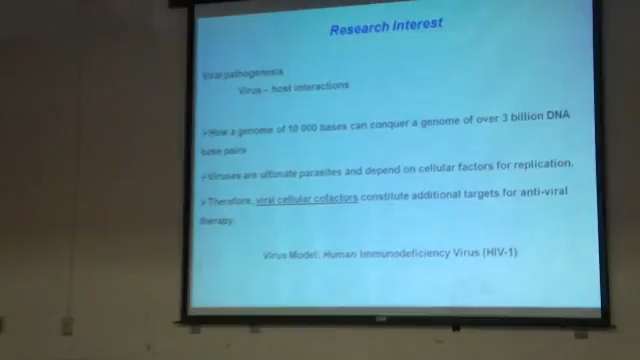 Research Interest
Viral pathogenesis
Virus – host interactions
➢How a genome of 10 000 bases can conquer a genome of over 3 billion DNA
base pairs
➢Viruses are ultimate parasites and depend on cellular factors for replication.
➢Therefore, viral cellular cofactors constitute additional targets for anti-viral
therapy.
Virus Model: Human Immunodeficiency Virus (HIV-1)